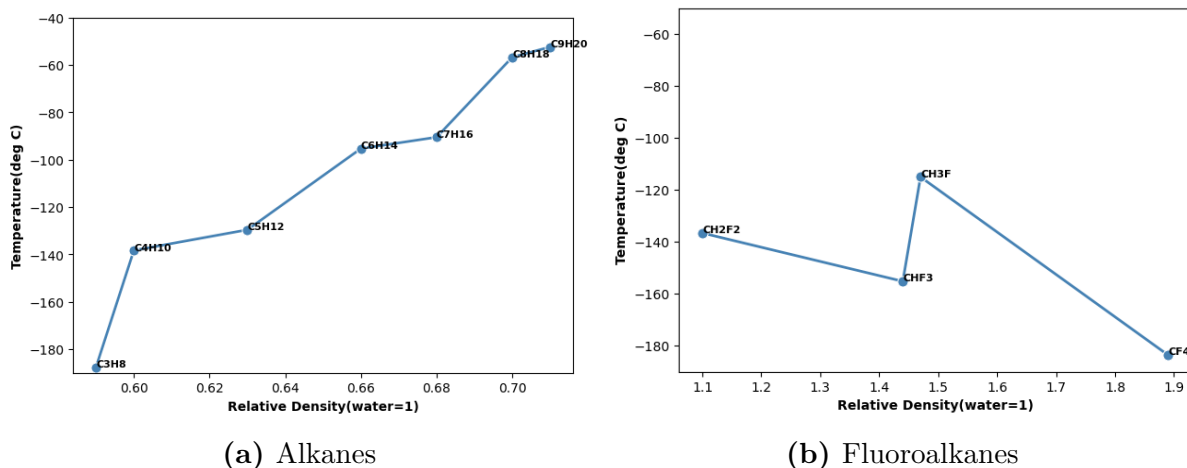 −40
−60
−80
−100
−120
−140
−160
−180
Temperature(deg C)
C3H8
C4H10
C5H12
C6H14
C7H16
C8H18
C9H20
0.60
0.62
0.64
0.66
0.68
0.70
Relative Density(water=1)
(a) Alkanes
−60
−80
−100
−120
−140
−160
−180
Temperature(deg C)
CH2F2
CHF3
CH3F
CF4
1.1
1.2
1.3
1.4
1.5
1.6
1.7
1.8
1.9
Relative Density(water=1)
(b) Fluoroalkanes